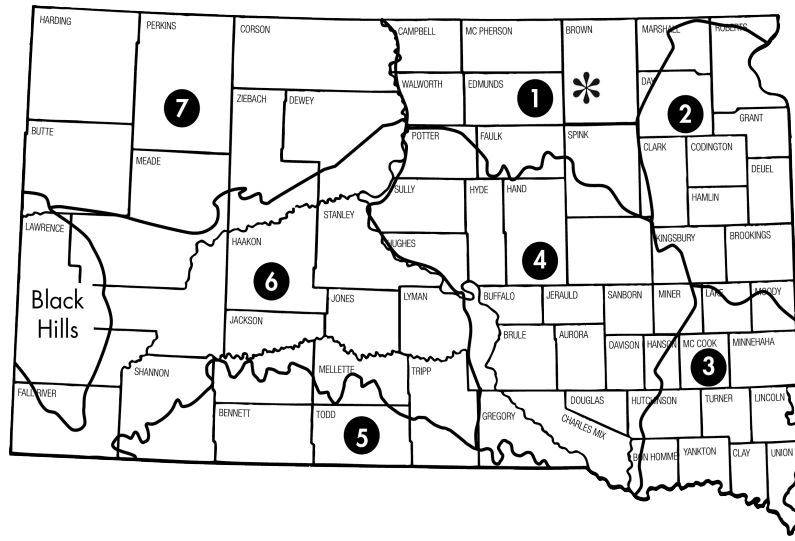 HARDING
PERKINS
CORSON
CAMPBELL
MC PHERSON
BROWN
MARSHALL
ROBERTS
WALWORTH
EDMUNDS
DAY
ZIEBACH
DEWEY
7
1
*
2
GRANT
BUTTE
MEADE
POTTER
FAULK
SPINK
CLARK
CODINGTON
DEUEL
SULLY
HYDE
HAND
HAMLIN
STANLEY
LAWRENCE
HAAKON
HUGHES
KINGSBURY
BROOKINGS
6
4
Black
Hills
JONES
LYMAN
BUFFALO
JERAULD
SANBORN
MINER
LAKE
MOODY
JACKSON
BRULE
AURORA
DAVISON
HANSON
MC COOK
MINNEHAHA
3
SHANNON
MELLETTE
TRIPP
FALL RIVER
DOUGLAS
HUTCHINSON
TURNER
LINCOLN
BENNETT
TODD
GREGORY
CHARLES MIX
5
BON HOMME
YANKTON
CLAY
UNION